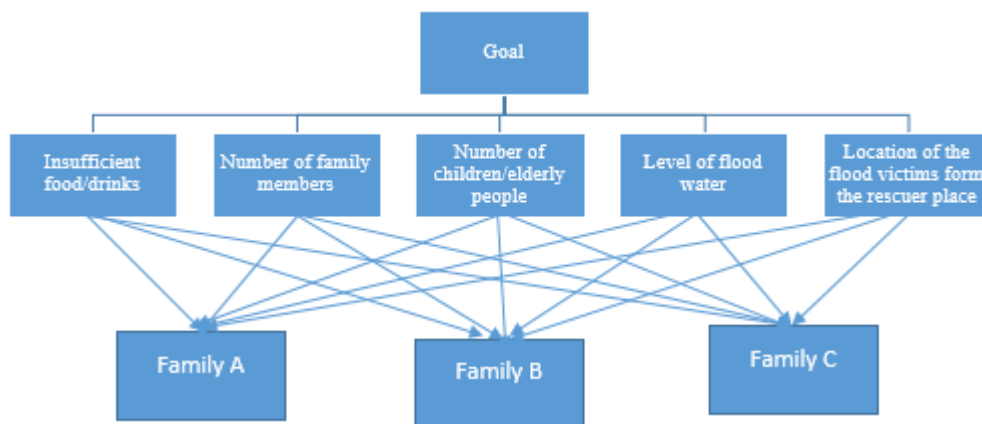 Goal
Insufficient
food/drinks
Number of family
members
Number of
children/elderly
people
Level of flood
water
Location of the
flood victims form
the rescuer place
Family A
Family B
Family C